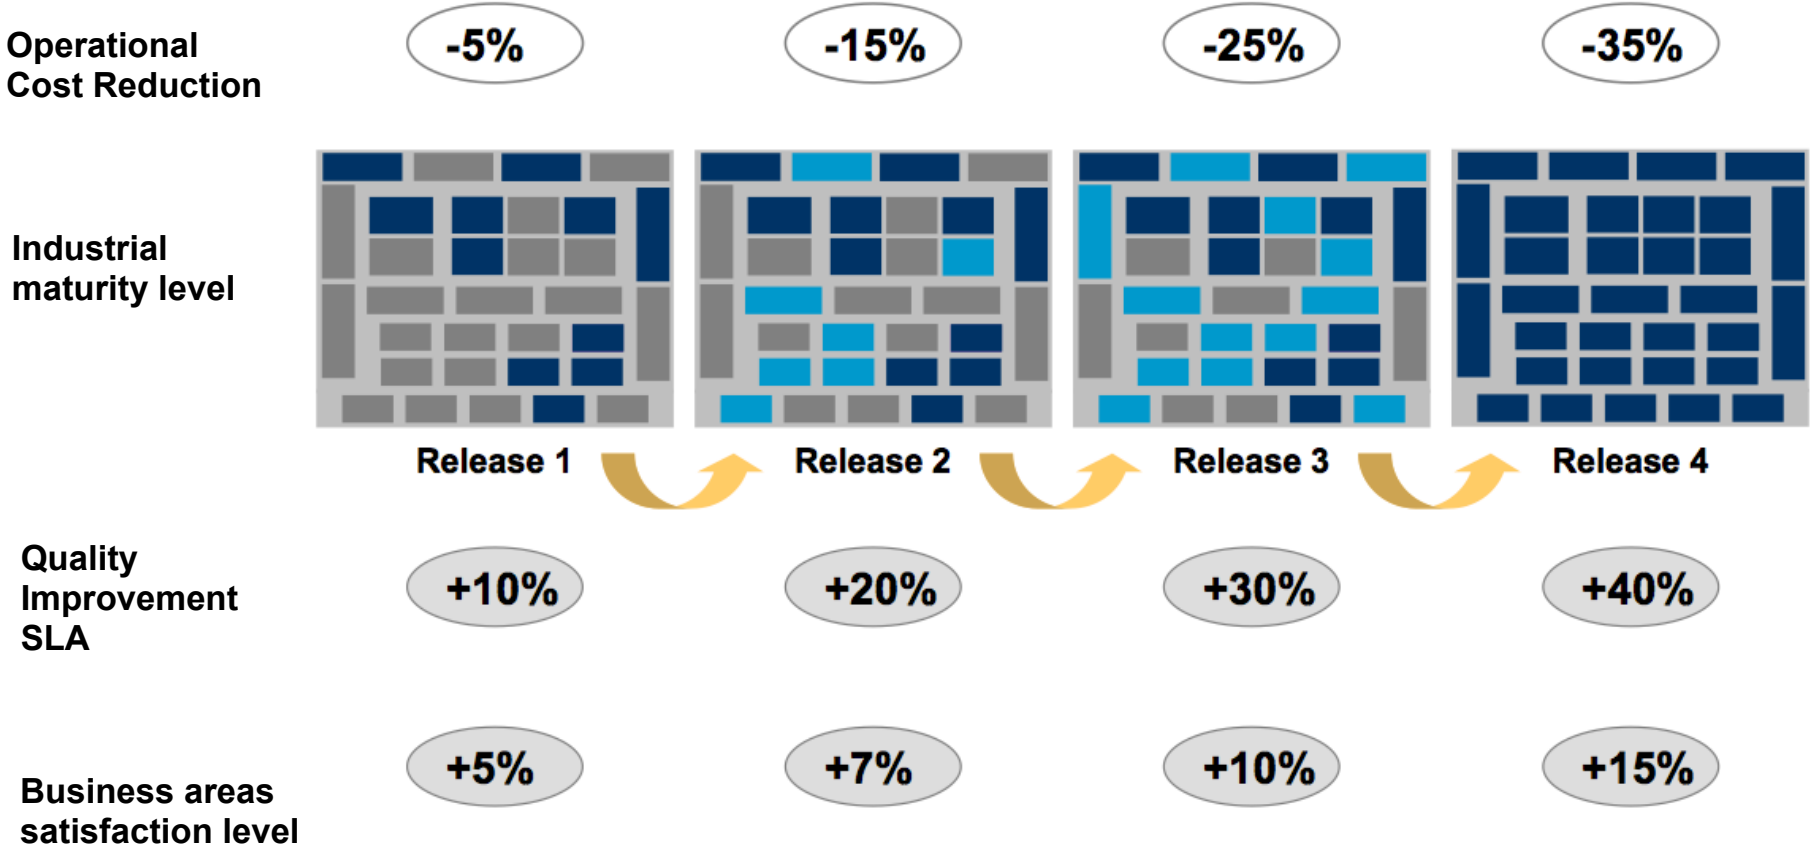 Operational
Cost Reduction
-5%
-15%
-25%
-35%
Industrial
maturity level
Release 1
Release 2
Release 3
Release 4
Quality
Improvement
SLA
+10%
+20%
+30%
+40%
Business areas
satisfaction level
+5%
+7%
+10%
+15%